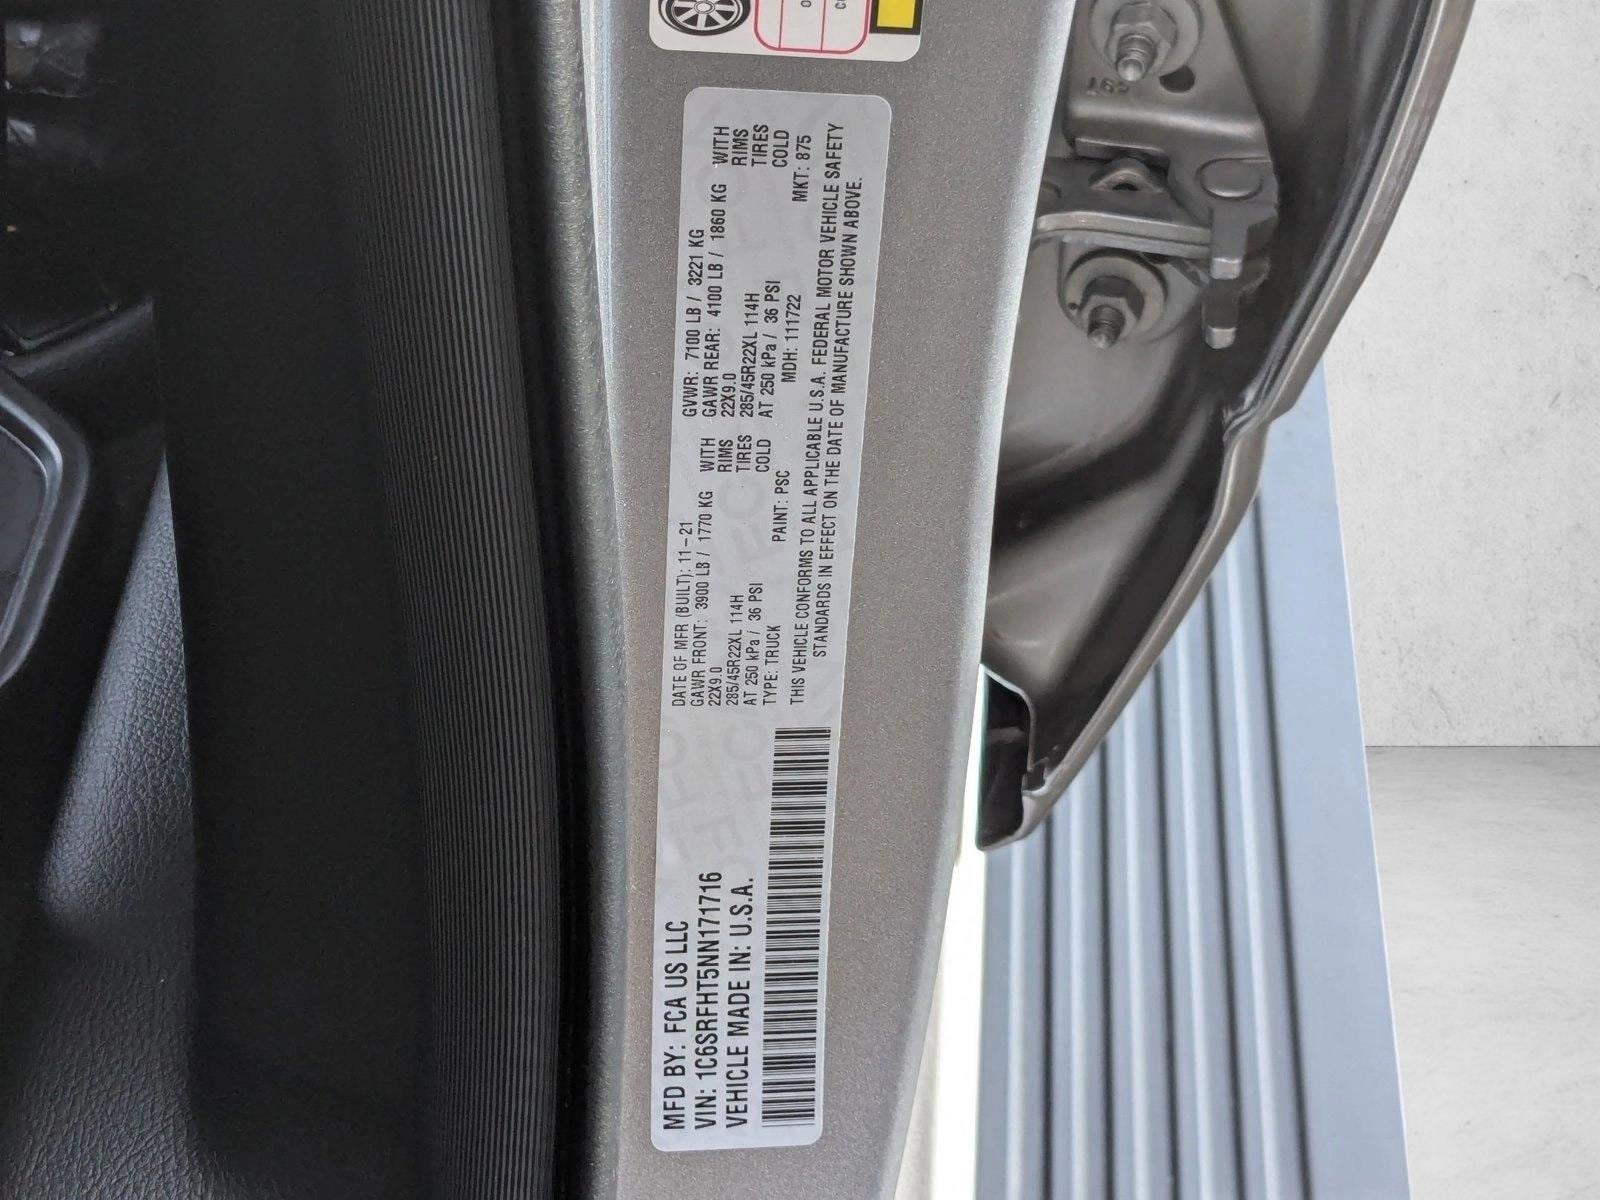 MFD BY: FCA US LLC
VIN: 1C6SRFHT5NN171716
VEHICLE MADE IN: U.S.A.
DATE OF MFR (BUILT): 11-21
GAWR FRONT: 3900 LB / 1770 KG WITH
22X9.0 RIMS
285/45R22XL 114H TIRES
AT 250 kPa / 36 PSI COLD
TYPE: TRUCK PAINT: PSC
GVWR: 7100 LB / 3221 KG
GAWR REAR: 4100 LB / 1860 KG WITH
22X9.0 RIMS
285/45R22XL 114H TIRES
AT 250 kPa / 36 PSI COLD
MDH: 111722 MKT: 875
THIS VEHICLE CONFORMS TO ALL APPLICABLE U.S.A. FEDERAL MOTOR VEHICLE SAFETY
STANDARDS IN EFFECT ON THE DATE OF MANUFACTURE SHOWN ABOVE.